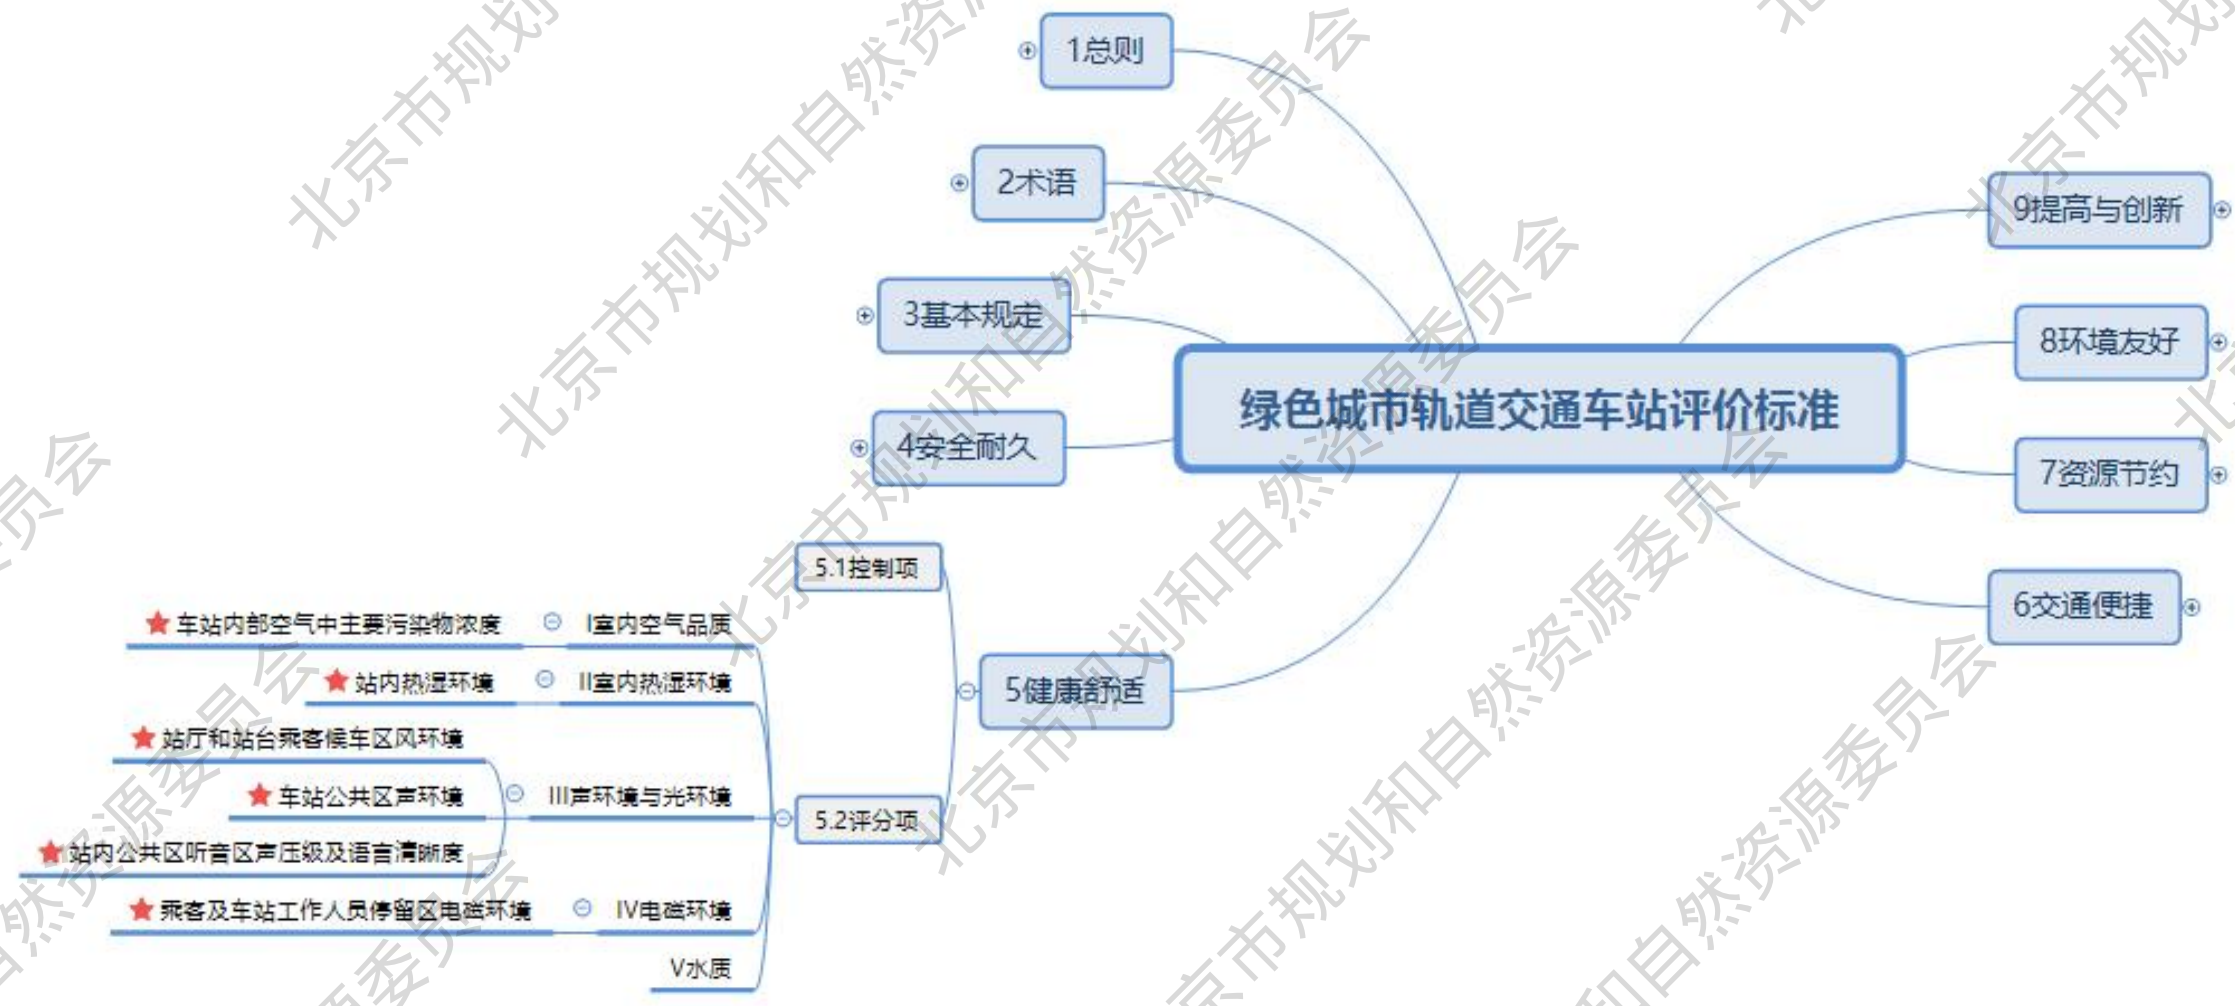 1总则
2术语
3基本规定
4安全耐久
绿色城市轨道交通车站评价标准
9提高与创新
8环境友好
7资源节约
6交通便捷
5健康舒适
5.1控制项
5.2评分项
I室内空气品质
车站内部空气中主要污染物浓度
II室内热湿环境
站内热湿环境
III声环境与光环境
站厅和站台乘客候车区风环境
车站公共区声环境
站内公共区听音区声压级及语言清晰度
IV电磁环境
乘客及车站工作人员停留区电磁环境
V水质
北京市规划和自然资源委员会